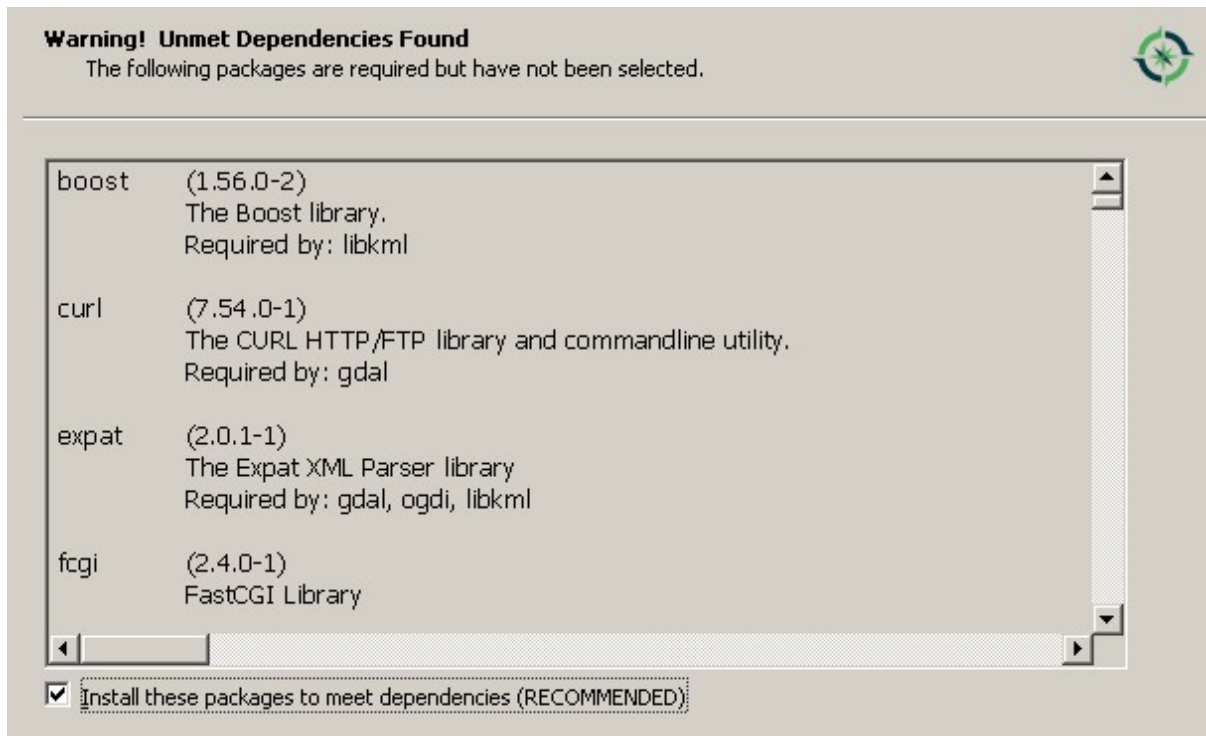 Warning! Unmet Dependencies Found
The following packages are required but have not been selected.
boost (1.56.0-2)
The Boost library.
Required by: libkml
curl (7.54.0-1)
The CURL HTTP/FTP library and commandline utility.
Required by: gdal
expat (2.0.1-1)
The Expat XML Parser library
Required by: gdal, ogdi, libkml
fcgi (2.4.0-1)
FastCGI Library
Install these packages to meet dependencies (RECOMMENDED)